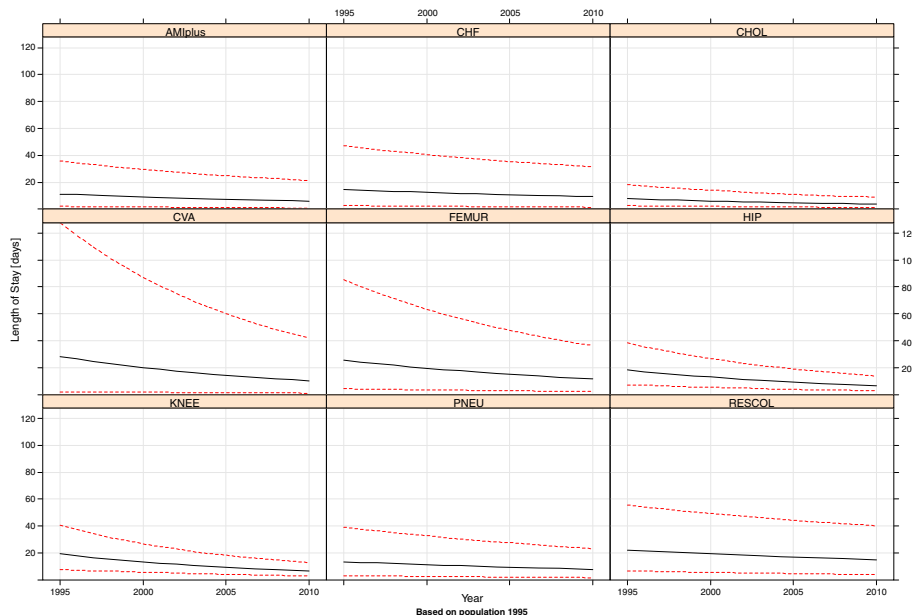 1995 2000 2005 2010
AMIplus CHF CHOL
120
100
80
60
40
20
CVA FEMUR HIP
120
100
80
60
40
20
Length of Stay [days]
KNEE PNEU RESCOL
120
100
80
60
40
20
1995 2000 2005 2010 1995 2000 2005 2010
Year
Based on population 1995